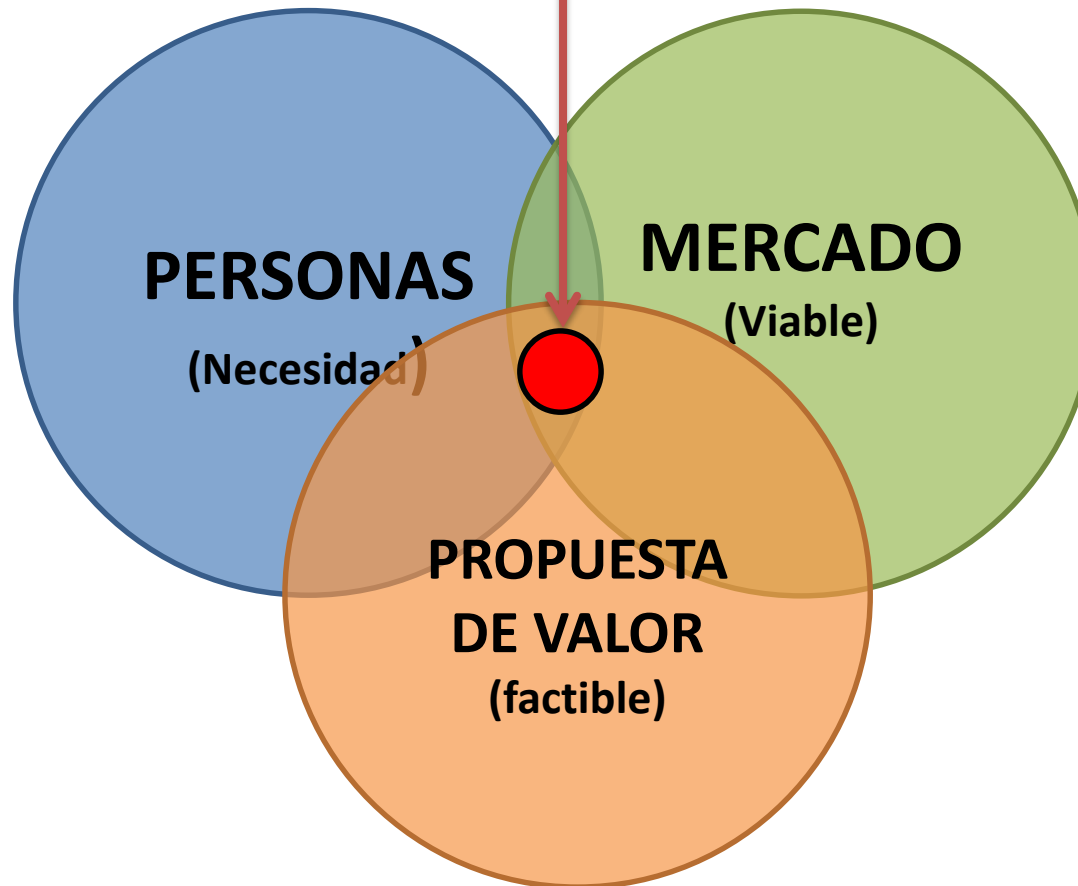 PERSONAS
(Necesidad)
MERCADO
(Viable)
PROPUESTA
DE VALOR
(factible)